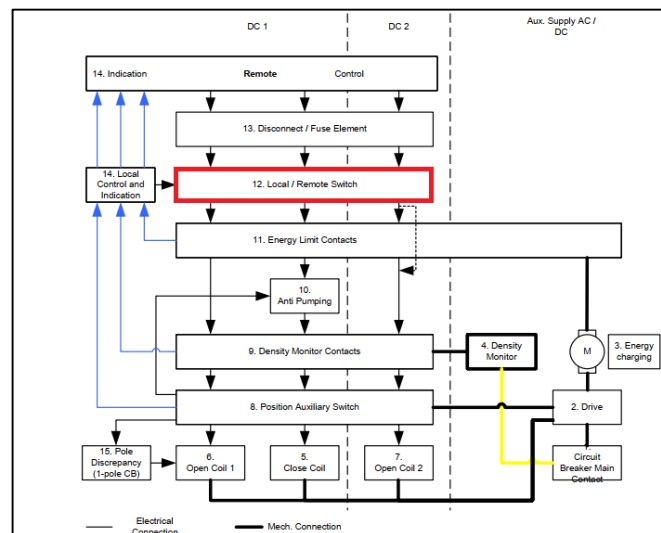 DC 1
DC 2
Aux. Supply AC /
DC
14. Indication
Remote
Control
13. Disconnect / Fuse Element
14. Local
Control and
Indication
12. Local / Remote Switch
11. Energy Limit Contacts
10.
Anti Pumping
9. Density Monitor Contacts
4. Density
Monitor
M
3. Energy
charging
8. Position Auxiliary Switch
2. Drive
15. Pole
Discrepancy
(1-pole CB)
6.
Open Coil 1
5.
Close Coil
7.
Open Coil 2
Circuit
Breaker Main
Contact
Electrical
Connection
Mech. Connection